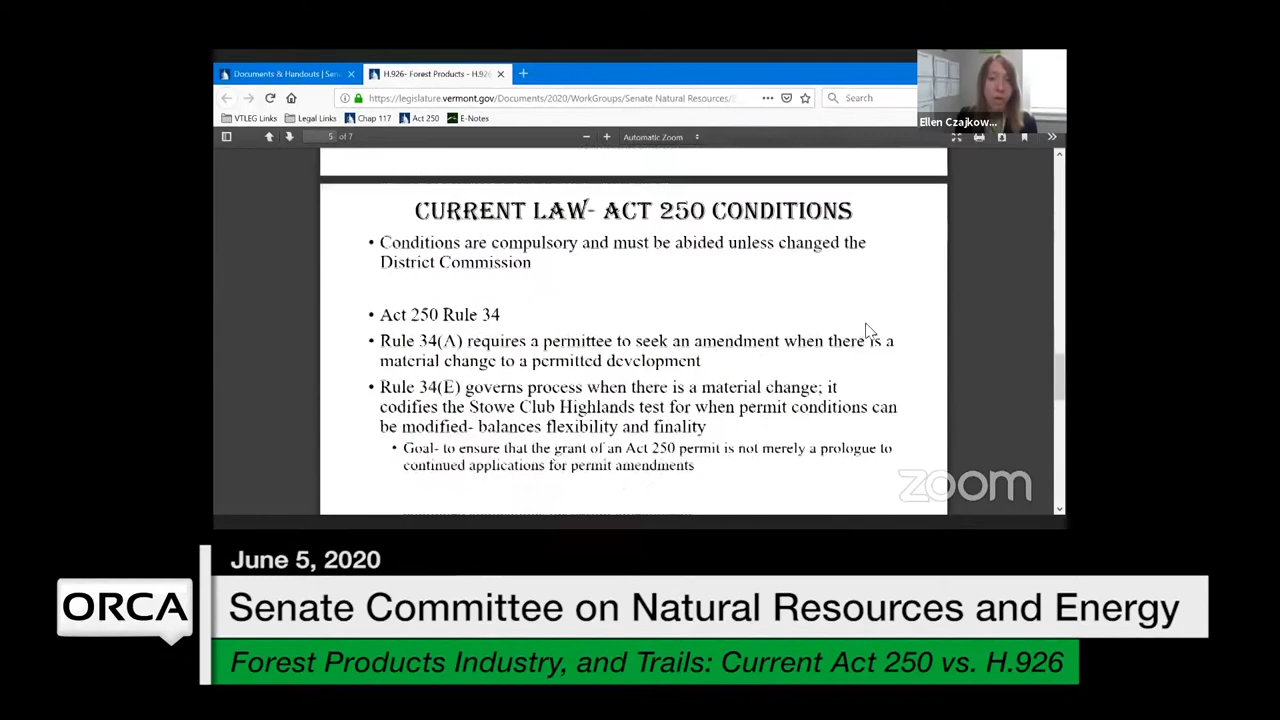 Documents & Handouts | Sen
H.926- Forest Products - H.926
https://legislature.vermont.gov/Documents/2020/WorkGroups/Senate Natural Resources/
Search
VTLEG Links
Legal Links
Chap 117
Act 250
E-Notes
Ellen Czajkow...
5 of 7
Automatic Zoom
CURRENT LAW- ACT 250 CONDITIONS
• Conditions are compulsory and must be abided unless changed the
District Commission
• Act 250 Rule 34
• Rule 34(A) requires a permittee to seek an amendment when there is a
material change to a permitted development
• Rule 34(E) governs process when there is a material change; it
codifies the Stowe Club Highlands test for when permit conditions can
be modified- balances flexibility and finality
• Goal- to ensure that the grant of an Act 250 permit is not merely a prologue to
continued applications for permit amendments
zoom
June 5, 2020
ORCA
Senate Committee on Natural Resources and Energy
Forest Products Industry, and Trails: Current Act 250 vs. H.926